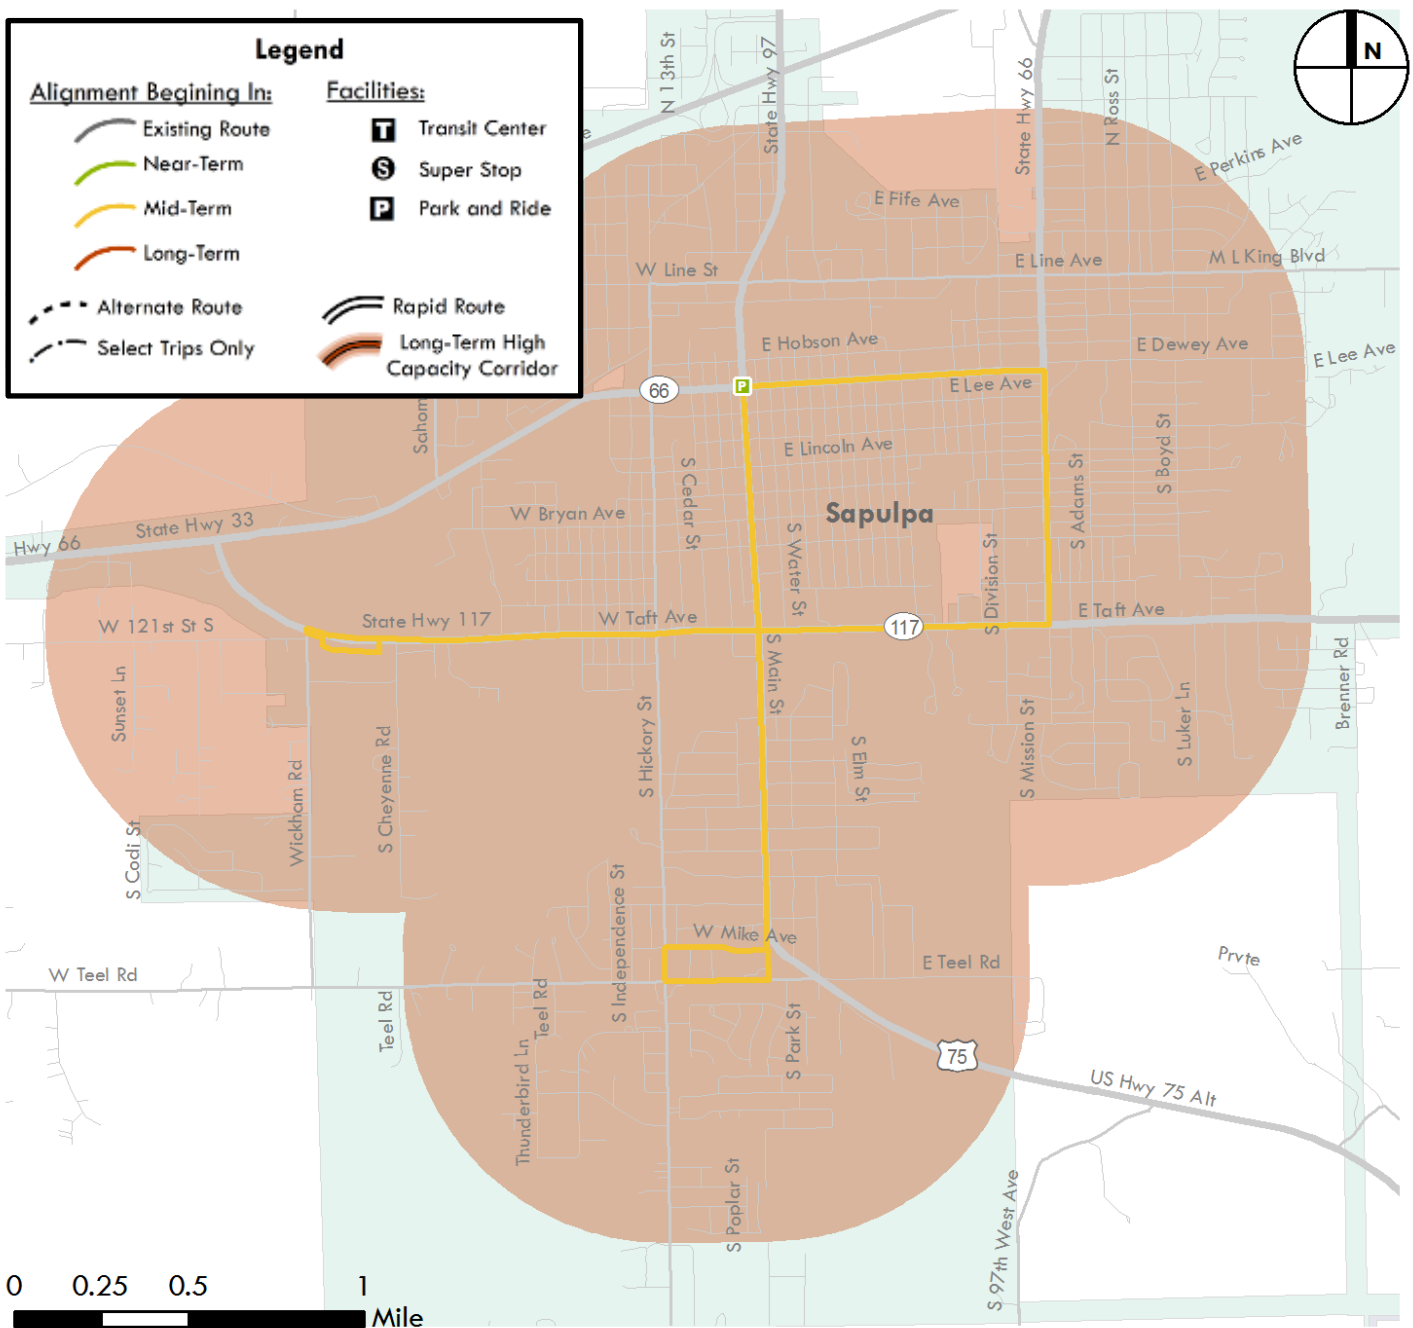 Legend
Alignment Begining In:
Existing Route
Near-Term
Mid-Term
Long-Term
Alternate Route
Select Trips Only
Facilities:
T Transit Center
S Super Stop
P Park and Ride
Rapid Route
Long-Term High
Capacity Corridor
N
N 13th St
State Hwy 97
State Hwy 66
N Ross St
E Perkins Ave
E Fife Ave
W Line St
E Line Ave
M L King Blvd
E Hobson Ave
E Dewey Ave
E Lee Ave
P
66
E Lee Ave
Sahom
E Lincoln Ave
S Cedar St
S Boyd St
S Adams St
W Bryan Ave
Sapulpa
State Hwy 33
Hwy 66
S Water St
S Division St
W 121st St S
State Hwy 117
W Taft Ave
117
E Taft Ave
Sunset Ln
S Main St
Brenner Rd
S Hickory St
S Mission St
S Luker Ln
S Elm St
Wickham Rd
S Cheyenne Rd
S Codi St
S Independence St
W Mike Ave
W Teel Rd
E Teel Rd
Prvte
Teel Rd
Teel Rd
S Park St
75
US Hwy 75 Alt
Thunderbird Ln
S Poplar St
S 97th West Ave
0 0.25 0.5 1
Mile